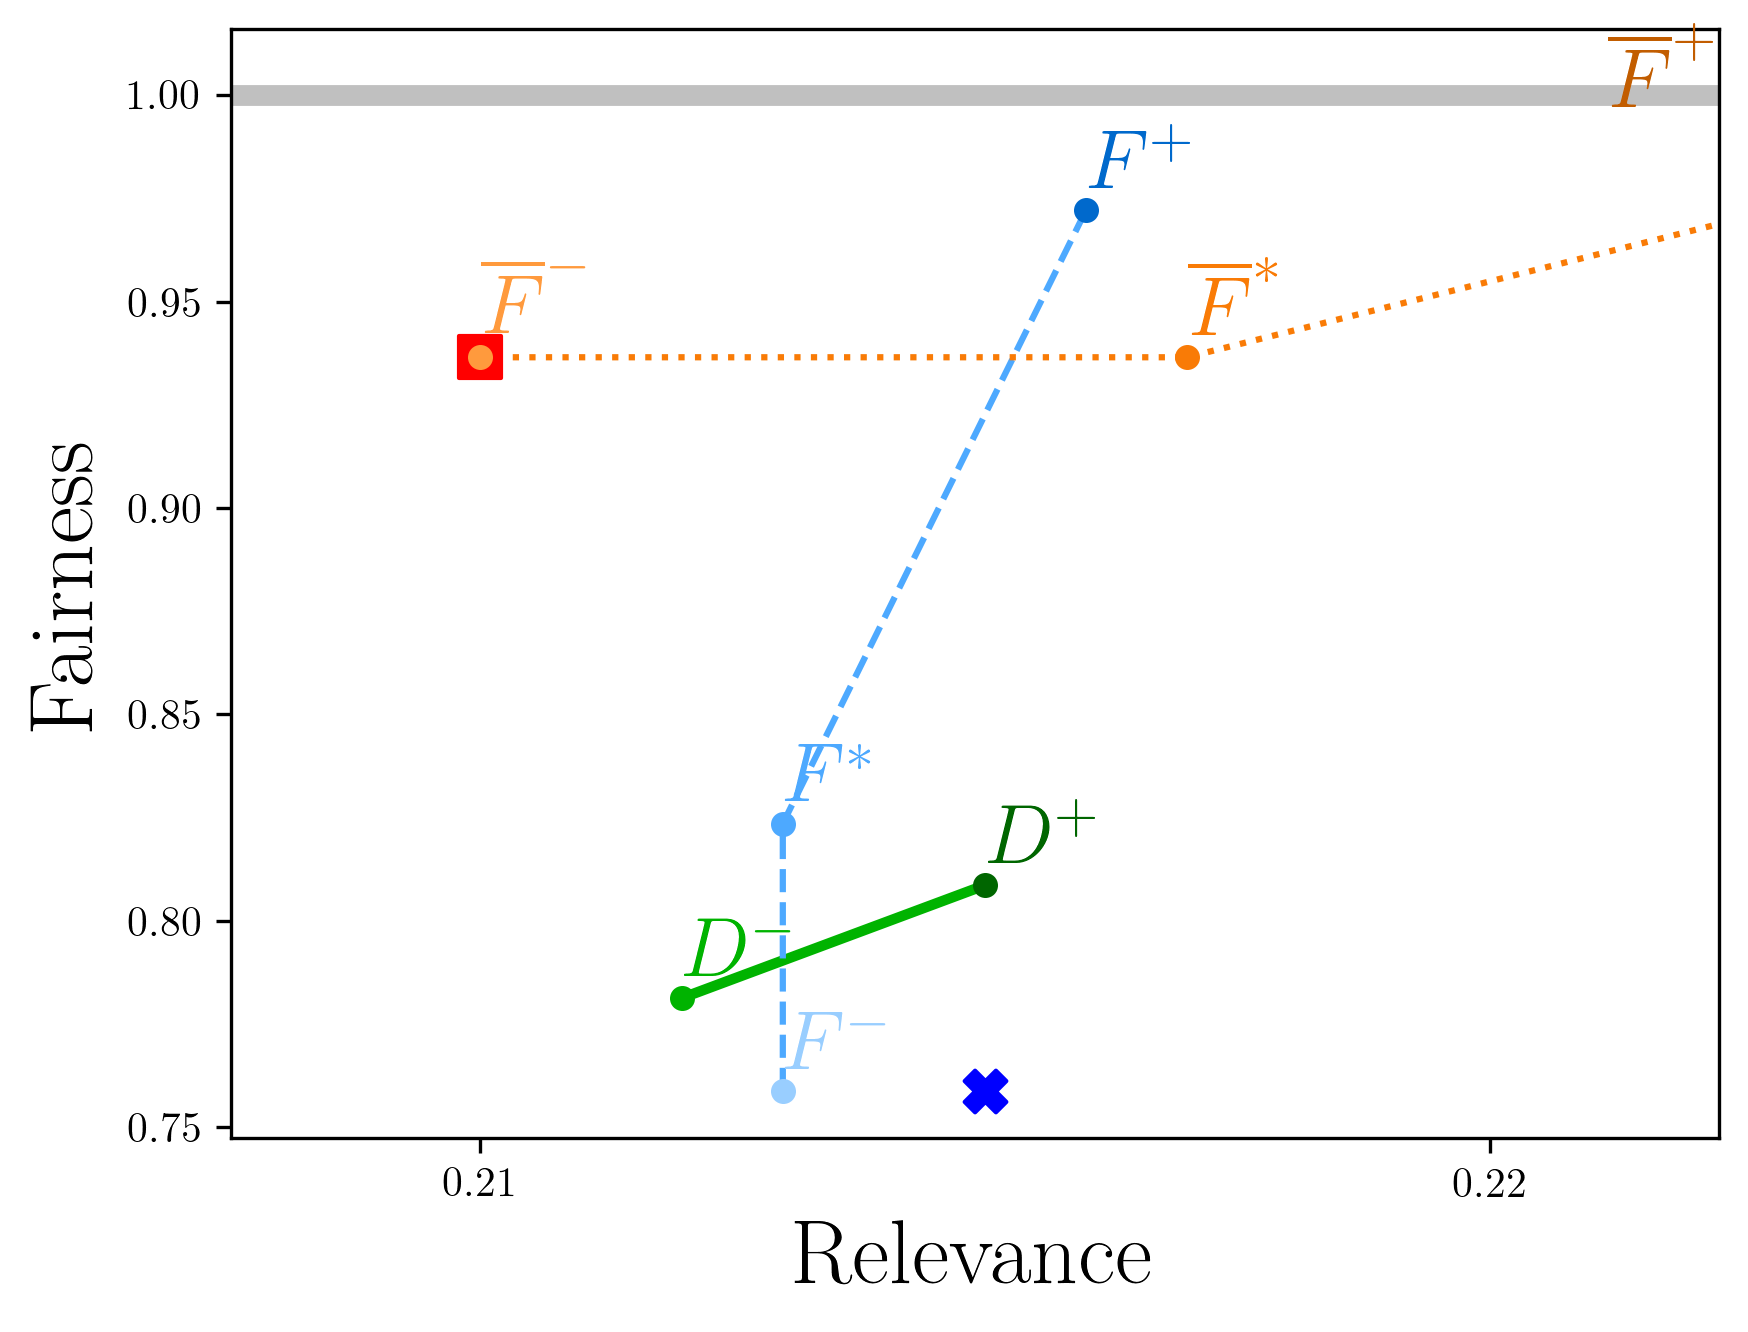 F̅⁺
1.00
F⁺
F̅⁻
0.95
F̅*
0.90
Fairness
0.85
F*
D⁺
0.80
D⁻
F⁻
0.75
0.21
0.22
Relevance